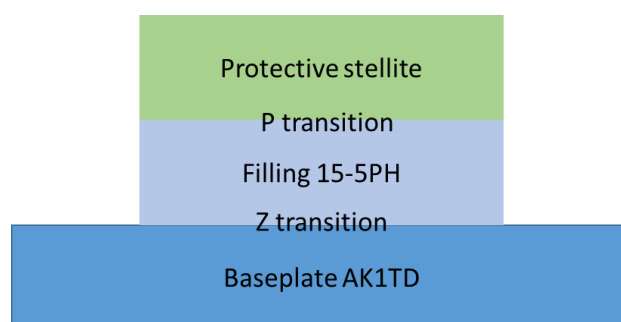 Protective stellite
P transition
Filling 15-5PH
Z transition
Baseplate AK1TD